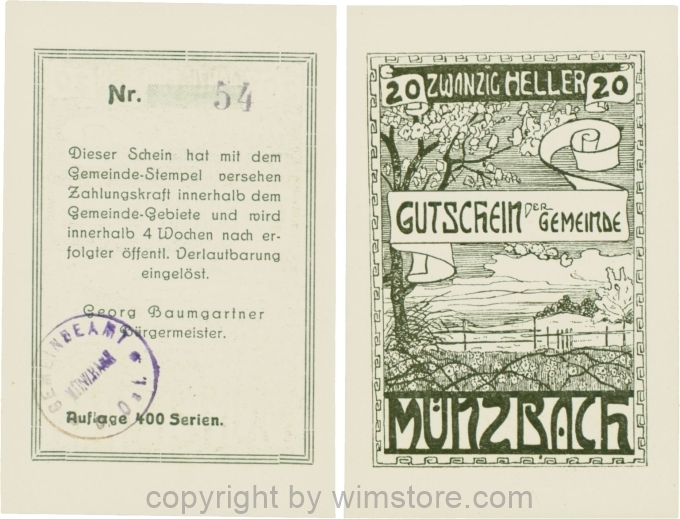 Nr. 54
Dieser Schein hat mit dem
Gemeinde-Stempel versehen
Zahlungskraft innerhalb dem
Gemeinde-Gebiete und wird
innerhalb 4 Wochen nach er-
folgter öffentl. Verlautbarung
eingelöst.
Georg Baumgartner
Bürgermeister.
GEMEINDEAMT
MÜNZBACH
Auflage 400 Serien.
20 ZWANZIG HELLER 20
GUTSCHEIN DER GEMEINDE
MÜNZBACH
copyright by wimstore.com